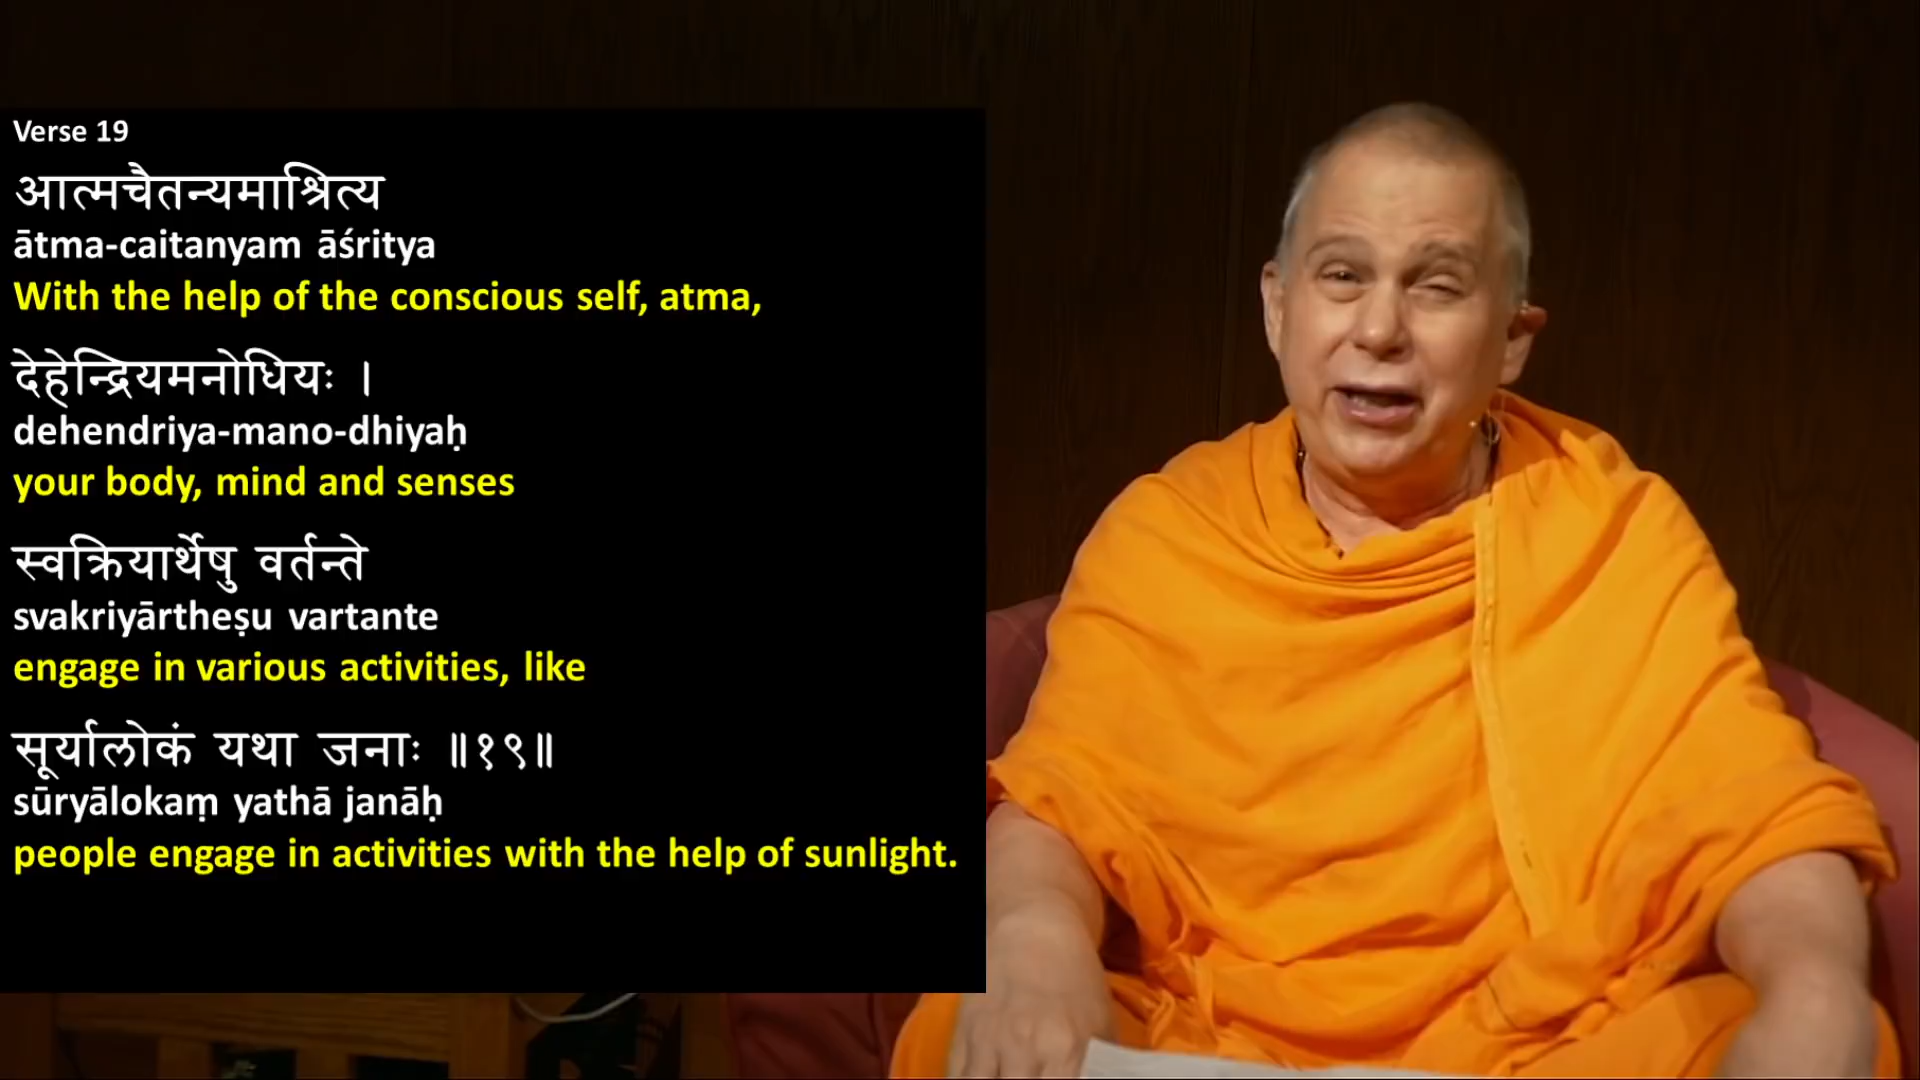 Verse 19
आत्मचैतन्यमाश्रित्य
ātma-caitanyam āśritya
With the help of the conscious self, atma,
देहेन्द्रियमनोधियः ।
dehendriya-mano-dhiyaḥ
your body, mind and senses
स्वक्रियार्थेषु वर्तन्ते
svakriyārtheṣu vartante
engage in various activities, like
सूर्यालोकं यथा जनाः ॥१९॥
sūryālokaṃ yathā janāḥ
people engage in activities with the help of sunlight.